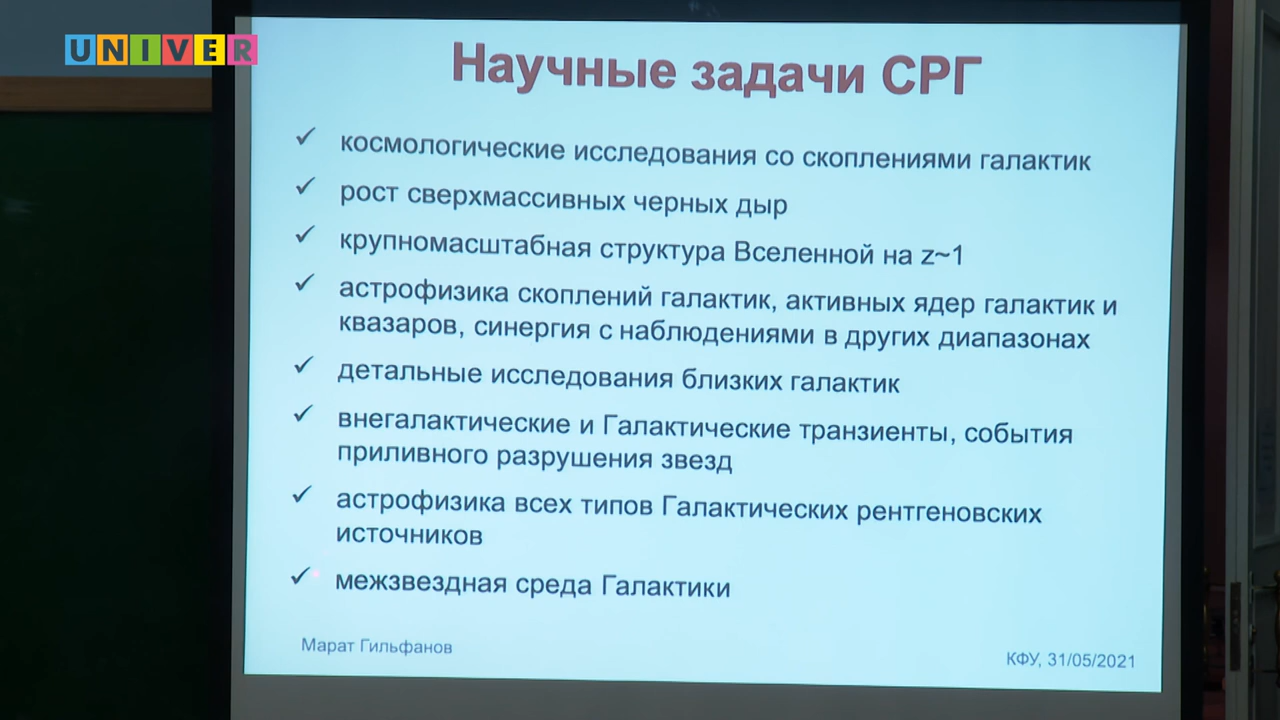 UNIVER
Научные задачи СРГ
✓ космологические исследования со скоплениями галактик
✓ рост сверхмассивных черных дыр
✓ крупномасштабная структура Вселенной на z~1
✓ астрофизика скоплений галактик, активных ядер галактик и
квазаров, синергия с наблюдениями в других диапазонах
✓ детальные исследования близких галактик
✓ внегалактические и Галактические транзиенты, события
приливного разрушения звезд
✓ астрофизика всех типов Галактических рентгеновских
источников
✓ межзвездная среда Галактики
Марат Гильфанов
КФУ, 31/05/2021